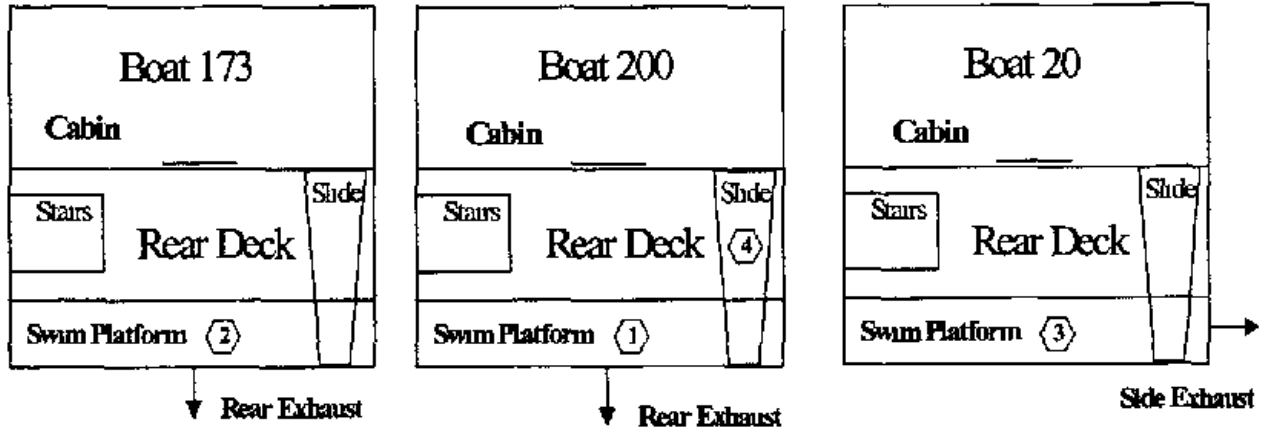 Boat 173
Cabin
Slide
Stairs
Rear Deck
Swim Platform 2
Rear Exhaust
Boat 200
Cabin
Slide
Stairs
Rear Deck
4
Swim Platform 1
Rear Exhaust
Boat 20
Cabin
Slide
Stairs
Rear Deck
Swim Platform 3
Side Exhaust